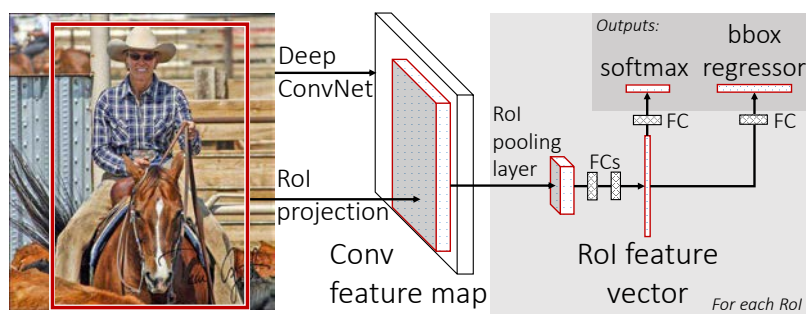 Deep
ConvNet
RoI
projection
Conv
feature map
RoI
pooling
layer
FCs
RoI feature
vector
For each RoI
Outputs:
softmax
bbox
regressor
FC
FC